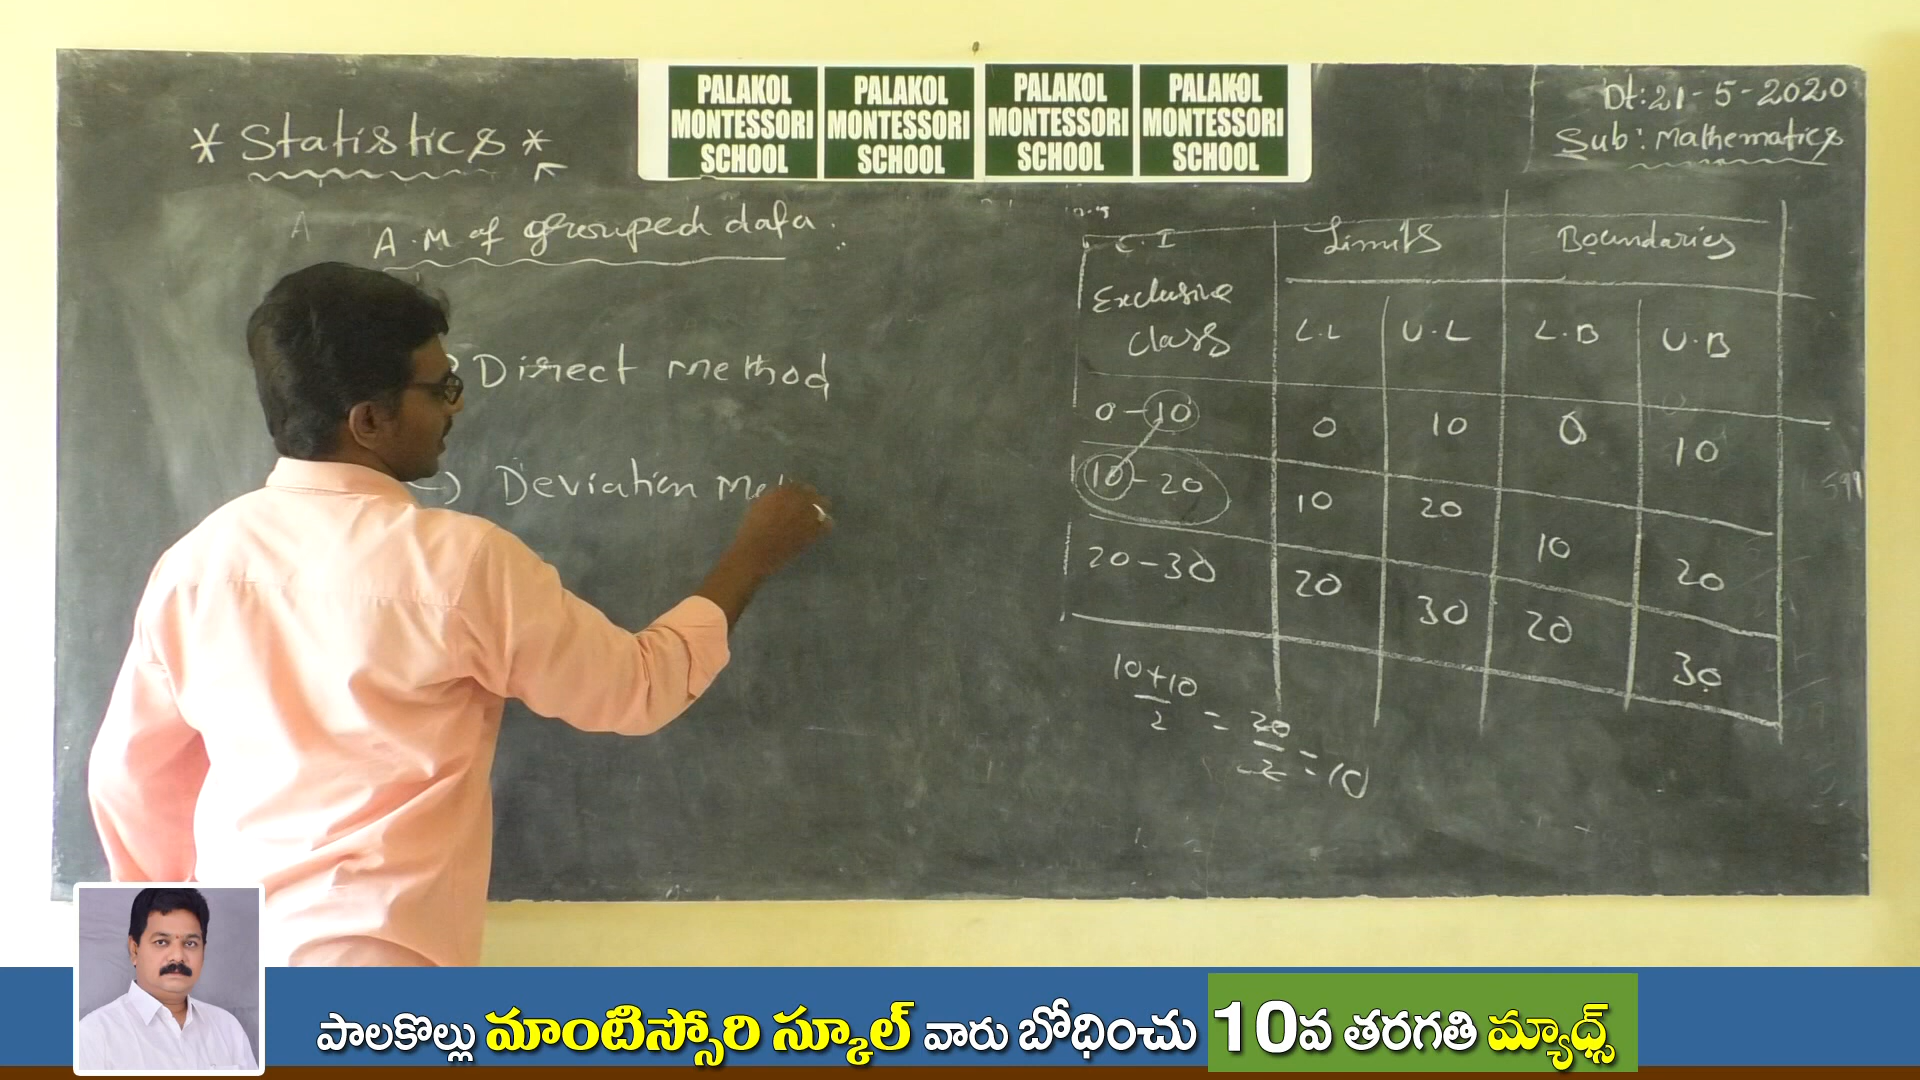 PALAKOL MONTESSORI SCHOOL
PALAKOL MONTESSORI SCHOOL
PALAKOL MONTESSORI SCHOOL
PALAKOL MONTESSORI SCHOOL
Dt: 21-5-2020
Sub: Mathematics
* Statistics *
A.M of grouped data.
Direct method
Deviation Me
C.I Limits Boundaries
Exclusive class L.L U.L L.B U.B
0-10 0 10 0 10
10-20 10 20 10 20
20-30 20 30 20 30
10+10/2 = 20/2 = 10
పాలకొల్లు మాంటిస్సోరి స్కూల్ వారు బోధించు 10వ తరగతి మ్యాధ్స్